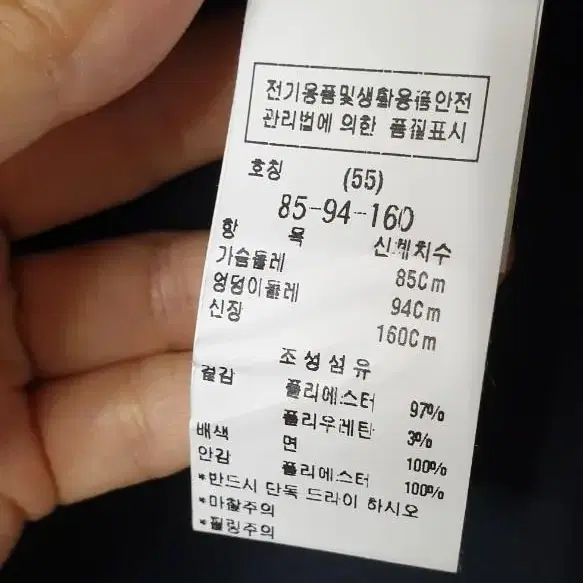 전기용품및생활용품안전
관리법에 의한 품질표시
호칭 (55)
85-94-160
항 목 신체치수
가슴둘레 85Cm
엉덩이둘레 94Cm
신장 160Cm
조성섬유
겉감 폴리에스터 97%
폴리우레탄 3%
배색 면 100%
안감 폴리에스터 100%
*반드시 단독 드라이 하시오
*마찰주의
*필링주의